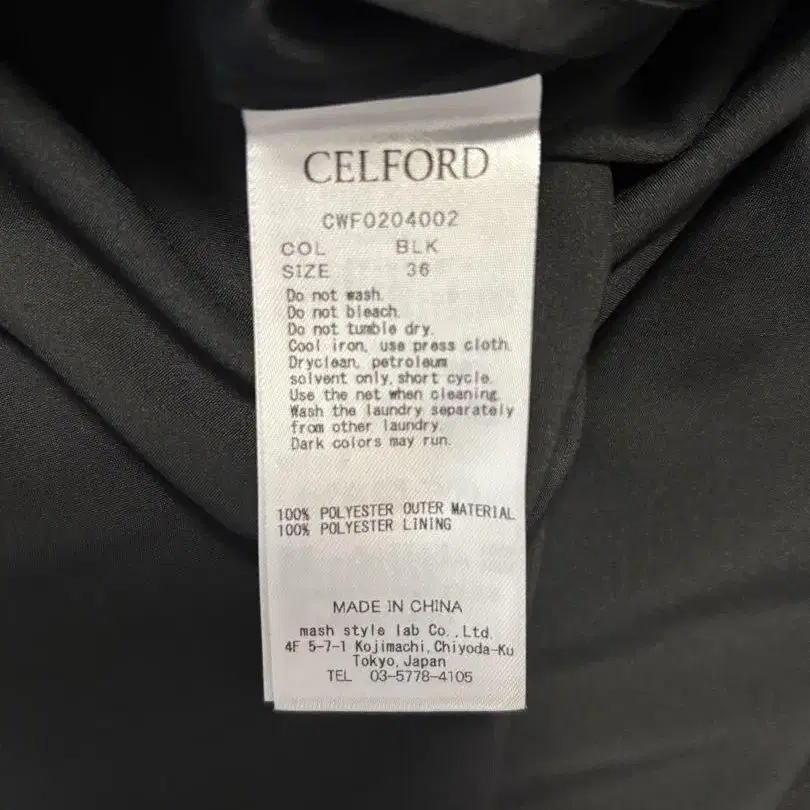 CELFORD
CWF0204002
COL BLK
SIZE 36
Do not wash.
Do not bleach.
Do not tumble dry.
Cool iron, use press cloth.
Dryclean, petroleum
solvent only, short cycle.
Use the net when cleaning.
Wash the laundry separately
from other laundry.
Dark colors may run.
100% POLYESTER OUTER MATERIAL
100% POLYESTER LINING
MADE IN CHINA
mash style lab Co.,Ltd.
4F 5-7-1 Kojimachi,Chiyoda-Ku
Tokyo,Japan
TEL 03-5778-4105